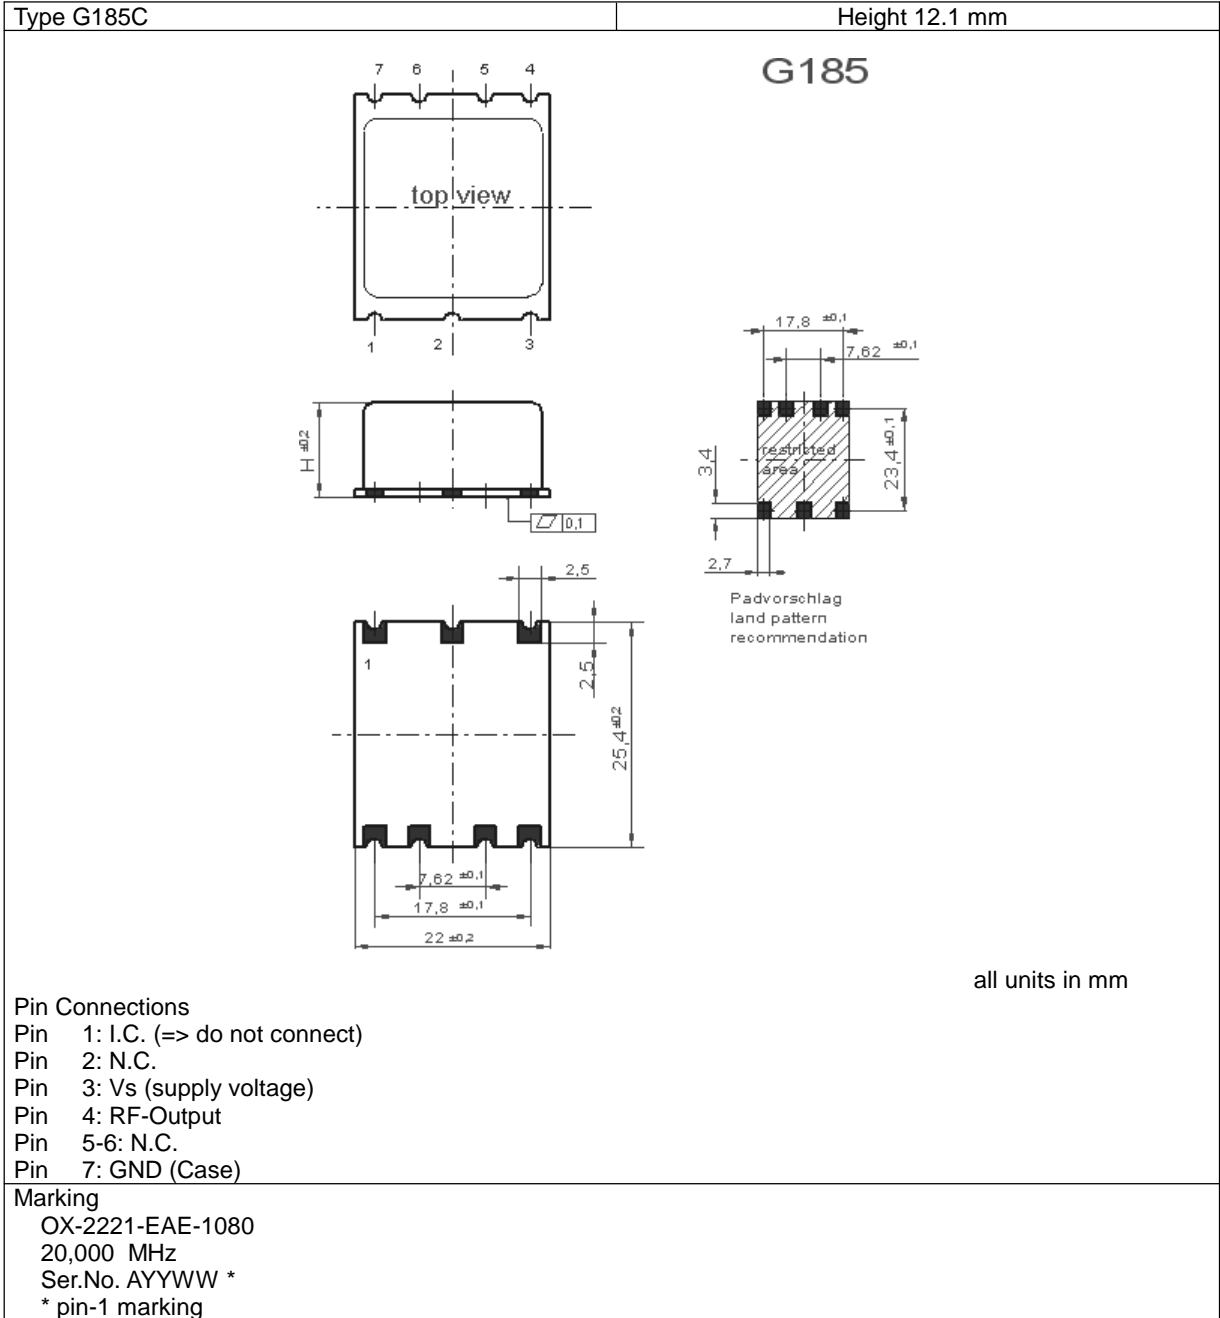 Type G185C
Height 12.1 mm
G185
7 6 5 4
top view
1 2 3
17,8 ±0,1
7,62 ±0,1
H ±0,2
restricted
area
3,4
23,4 ±0,1
0,1
2,7
2,5
Padvorschlag
land pattern
recommendation
1
2,5
25,4 ±0,2
7,62 ±0,1
17,8 ±0,1
22 ±0,2
all units in mm
Pin Connections
Pin 1: I.C. (=> do not connect)
Pin 2: N.C.
Pin 3: Vs (supply voltage)
Pin 4: RF-Output
Pin 5-6: N.C.
Pin 7: GND (Case)
Marking
OX-2221-EAE-1080
20,000 MHz
Ser.No. AYYWW *
* pin-1 marking